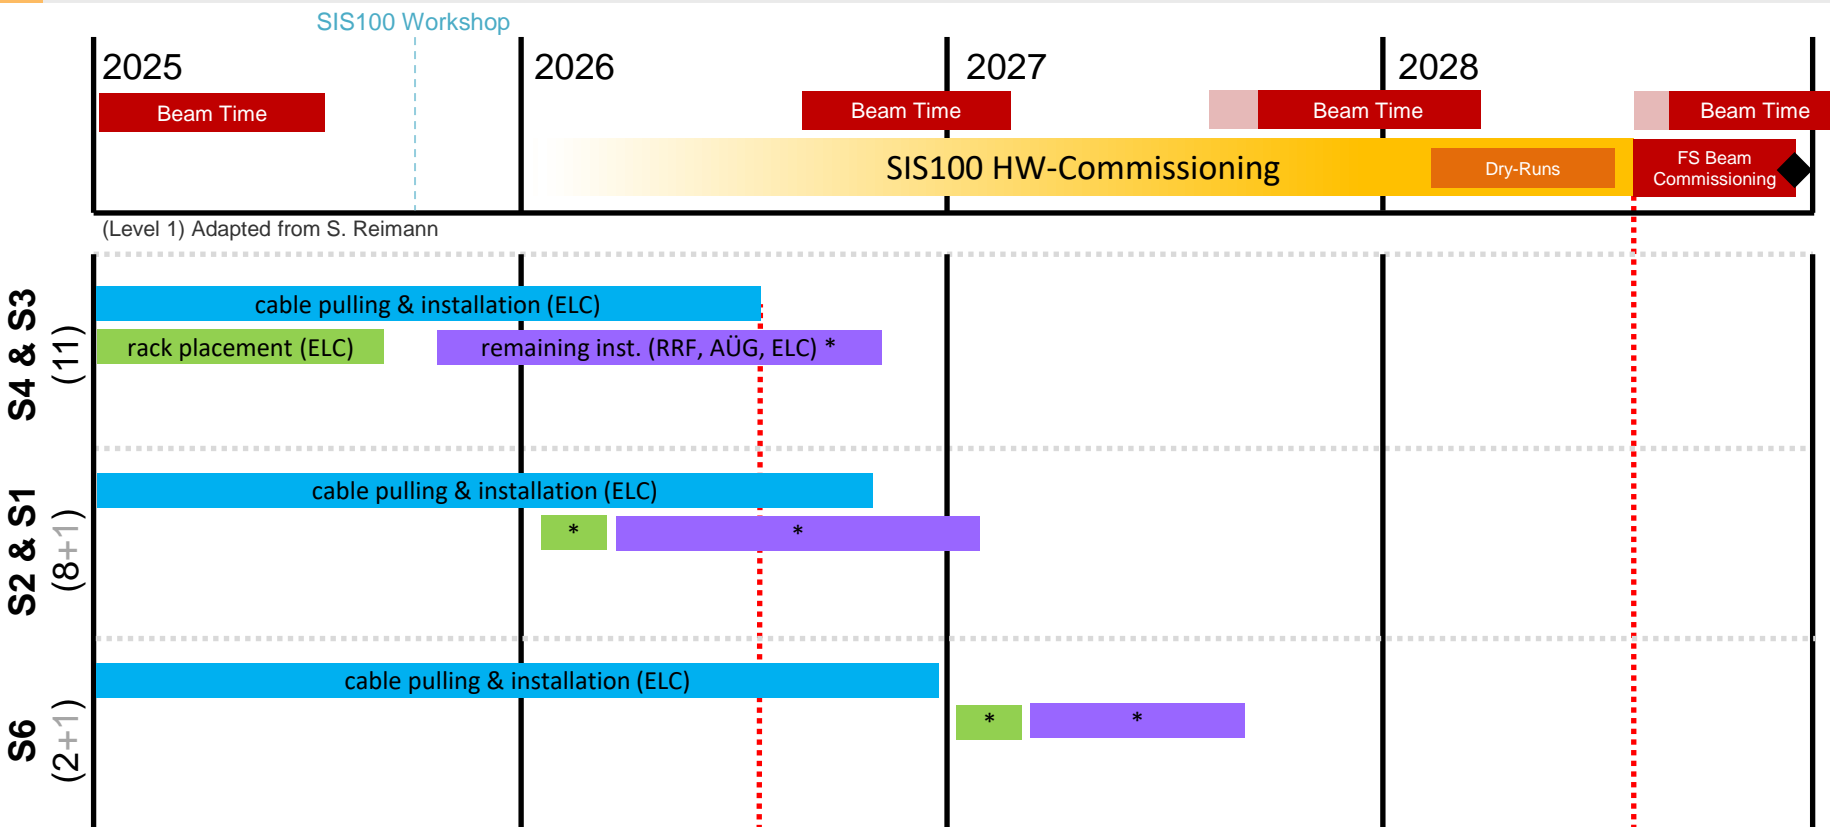 SIS100 Workshop
2025
2026
2027
2028
Beam Time
Beam Time
Beam Time
Beam Time
SIS100 HW-Commissioning
Dry-Runs
FS Beam
Commissioning
(Level 1) Adapted from S. Reimann
S4 & S3
(11)
cable pulling & installation (ELC)
rack placement (ELC)
remaining inst. (RRF, AÜG, ELC) *
S2 & S1
(8+1)
cable pulling & installation (ELC)
*
*
S6
(2+1)
cable pulling & installation (ELC)
*
*